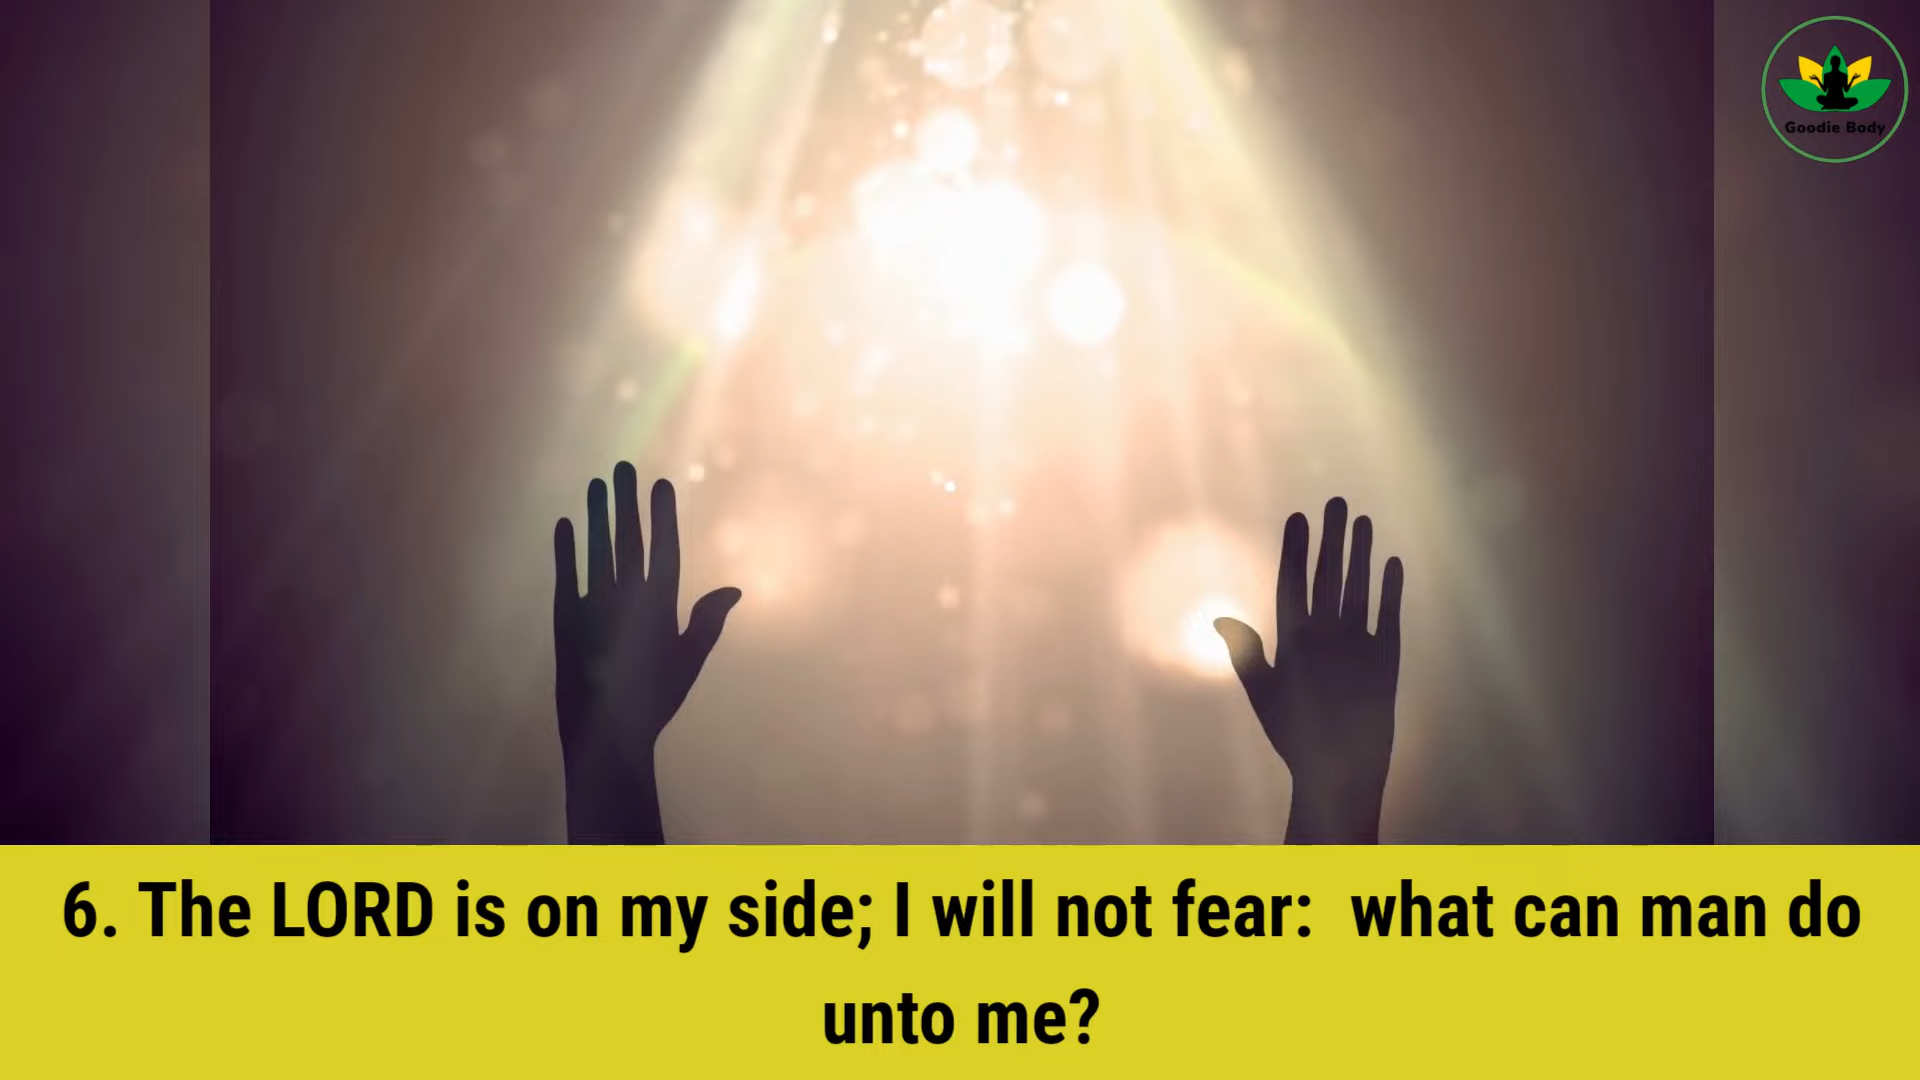 Goodie Body
6. The LORD is on my side; I will not fear:  what can man do
unto me?